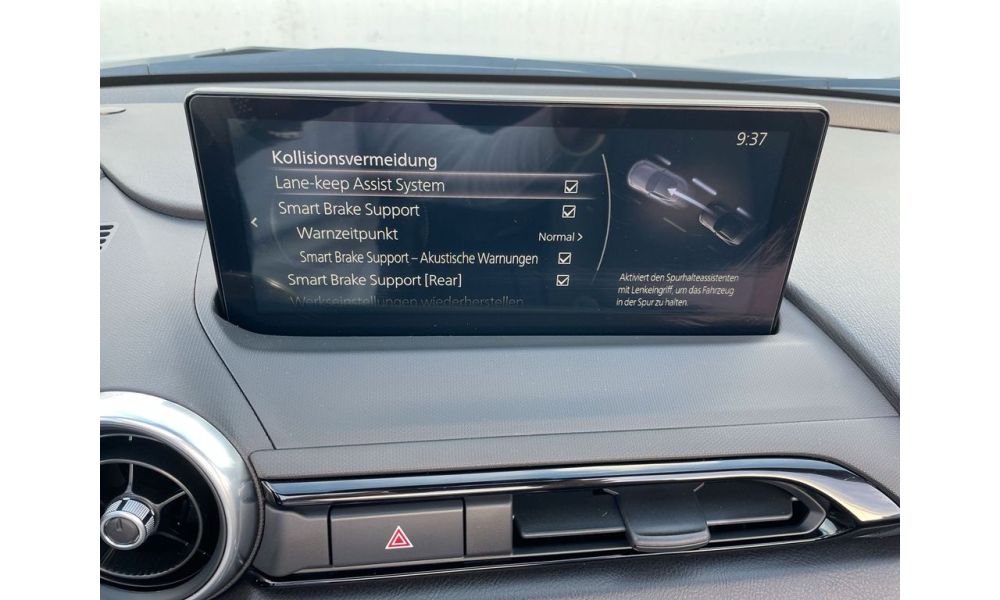 9:37
Kollisionsvermeidung
Lane-keep Assist System
Smart Brake Support
Warnzeitpunkt Normal >
Smart Brake Support – Akustische Warnungen
Smart Brake Support [Rear]
Werkseinstellungen wiederherstellen
Aktiviert den Spurhalteassistenten
mit Lenkeingriff, um das Fahrzeug
in der Spur zu halten.